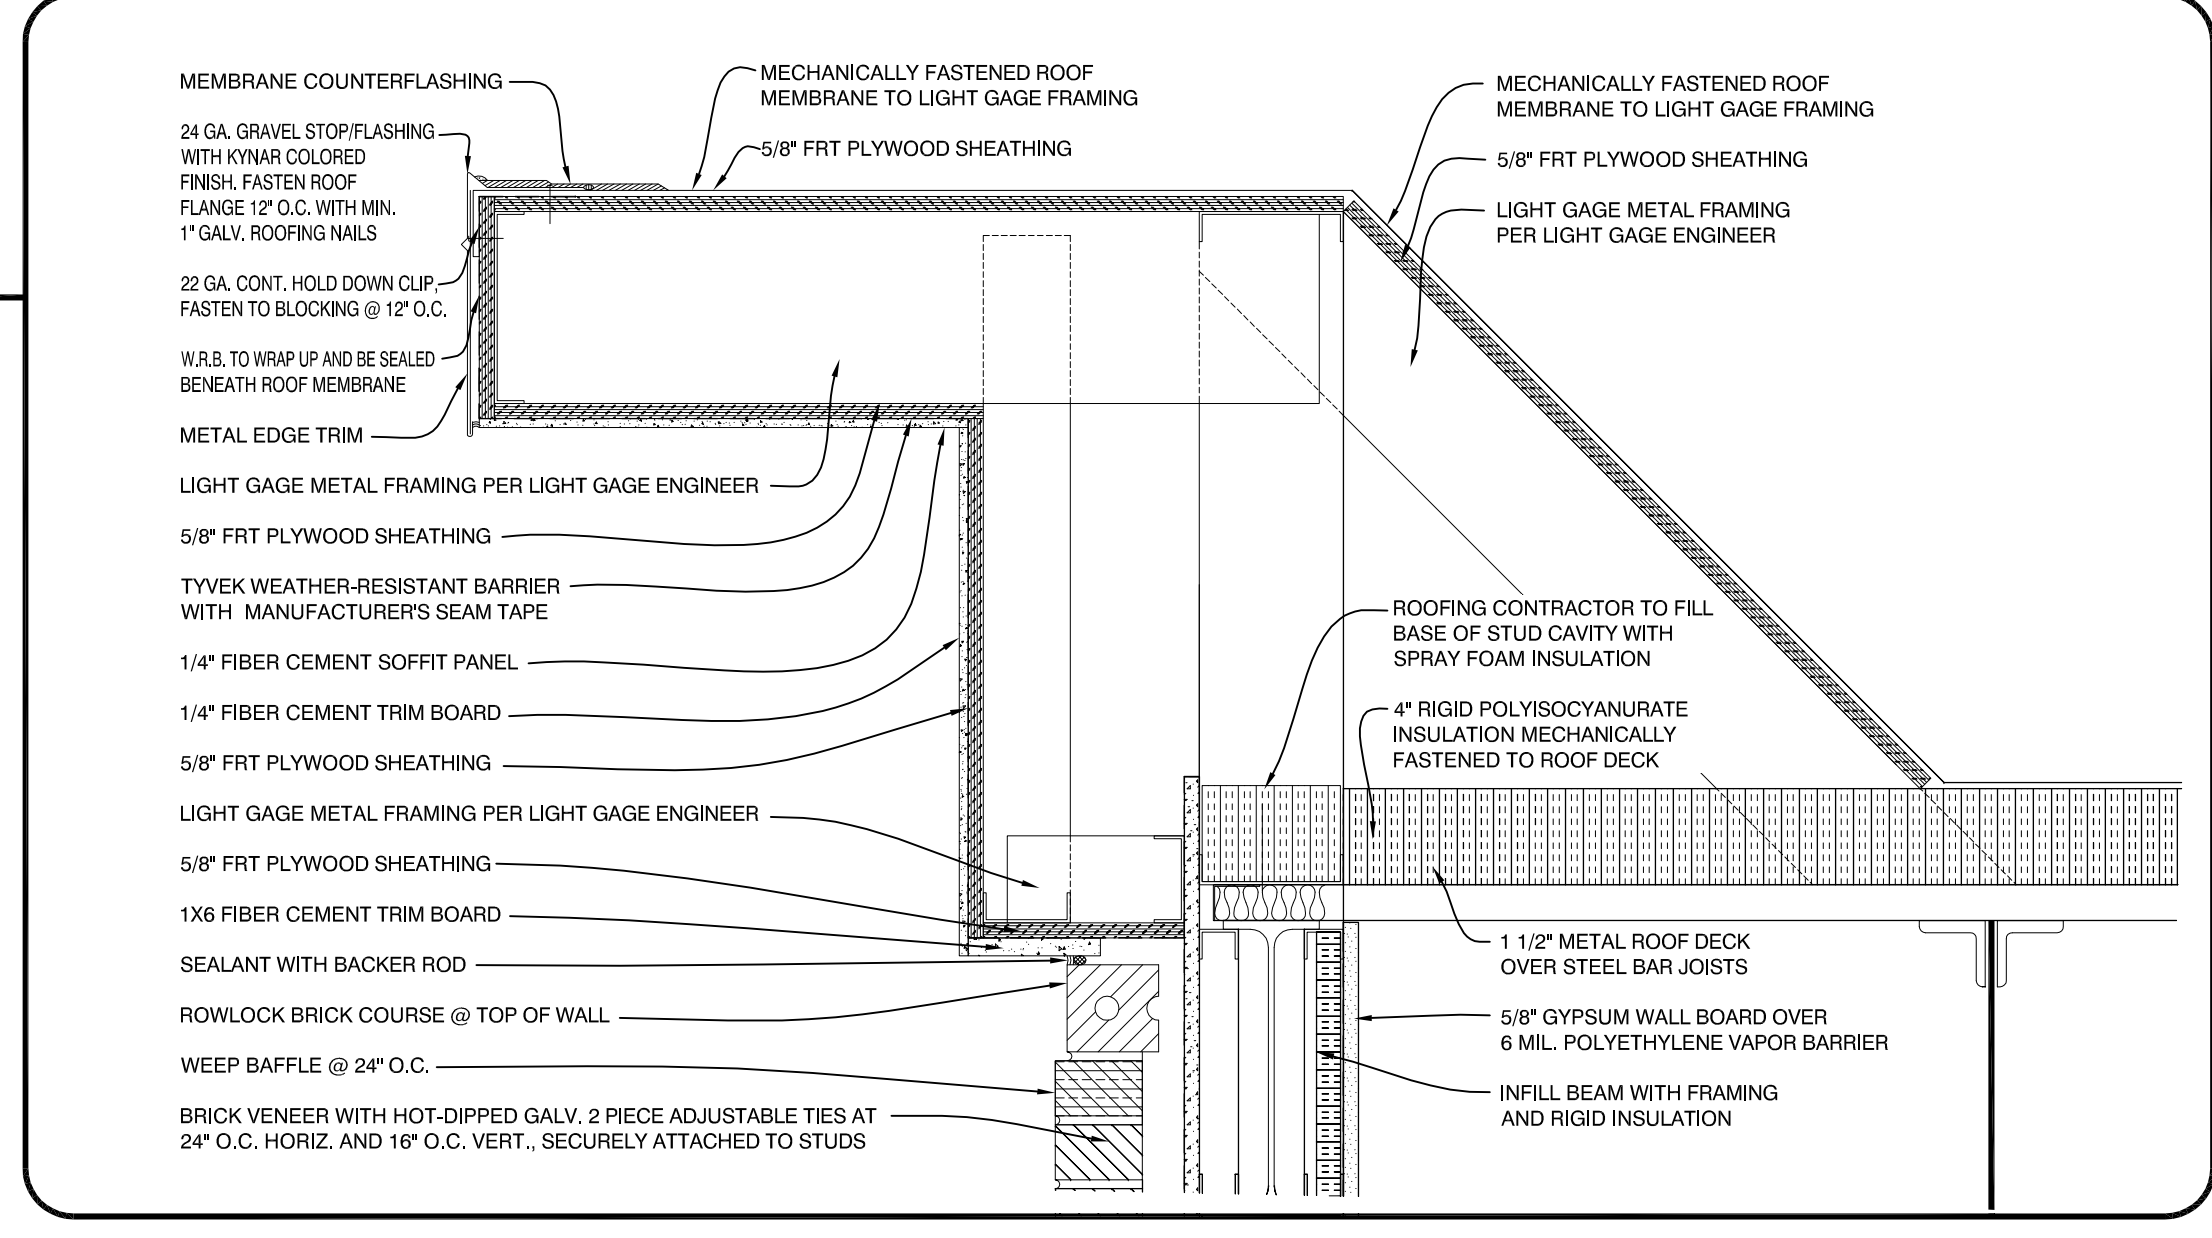 MEMBRANE COUNTERFLASHING
24 GA. GRAVEL STOP/FLASHING
WITH KYNAR COLORED
FINISH. FASTEN ROOF
FLANGE 12" O.C. WITH MIN.
1" GALV. ROOFING NAILS
22 GA. CONT. HOLD DOWN CLIP,
FASTEN TO BLOCKING @ 12" O.C.
W.R.B. TO WRAP UP AND BE SEALED
BENEATH ROOF MEMBRANE
METAL EDGE TRIM
LIGHT GAGE METAL FRAMING PER LIGHT GAGE ENGINEER
5/8" FRT PLYWOOD SHEATHING
TYVEK WEATHER-RESISTANT BARRIER
WITH MANUFACTURER'S SEAM TAPE
1/4" FIBER CEMENT SOFFIT PANEL
1/4" FIBER CEMENT TRIM BOARD
5/8" FRT PLYWOOD SHEATHING
LIGHT GAGE METAL FRAMING PER LIGHT GAGE ENGINEER
5/8" FRT PLYWOOD SHEATHING
1X6 FIBER CEMENT TRIM BOARD
SEALANT WITH BACKER ROD
ROWLOCK BRICK COURSE @ TOP OF WALL
WEEP BAFFLE @ 24" O.C.
BRICK VENEER WITH HOT-DIPPED GALV. 2 PIECE ADJUSTABLE TIES AT
24" O.C. HORIZ. AND 16" O.C. VERT., SECURELY ATTACHED TO STUDS
MECHANICALLY FASTENED ROOF
MEMBRANE TO LIGHT GAGE FRAMING
5/8" FRT PLYWOOD SHEATHING
MECHANICALLY FASTENED ROOF
MEMBRANE TO LIGHT GAGE FRAMING
5/8" FRT PLYWOOD SHEATHING
LIGHT GAGE METAL FRAMING
PER LIGHT GAGE ENGINEER
ROOFING CONTRACTOR TO FILL
BASE OF STUD CAVITY WITH
SPRAY FOAM INSULATION
4" RIGID POLYISOCYANURATE
INSULATION MECHANICALLY
FASTENED TO ROOF DECK
1 1/2" METAL ROOF DECK
OVER STEEL BAR JOISTS
5/8" GYPSUM WALL BOARD OVER
6 MIL. POLYETHYLENE VAPOR BARRIER
INFILL BEAM WITH FRAMING
AND RIGID INSULATION